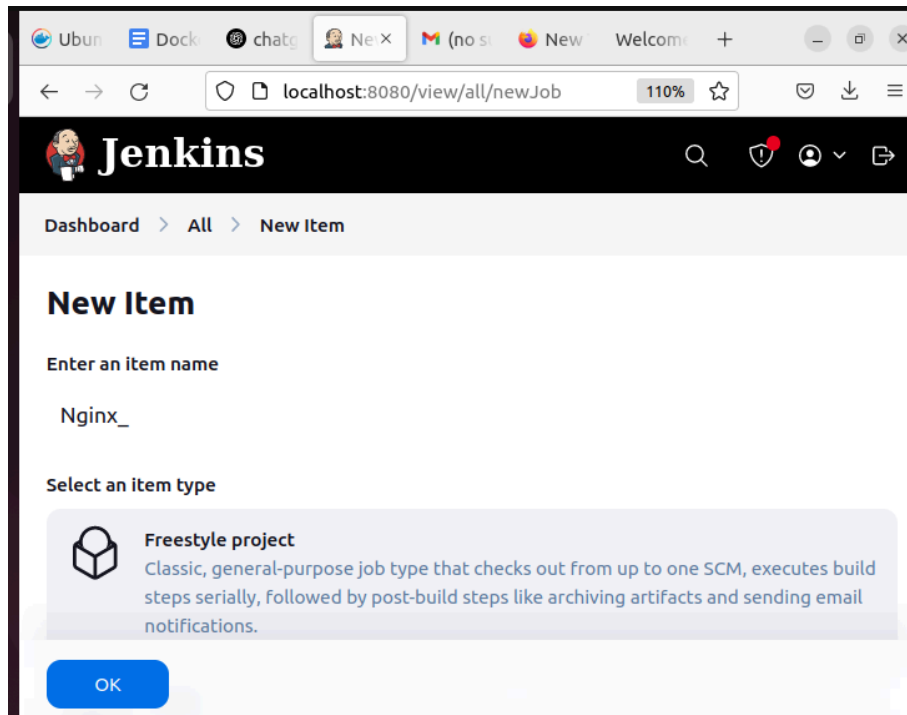 Ubun Dock chatg Ne (no s New Welcom
localhost:8080/view/all/newJob 110%
Jenkins
Dashboard > All > New Item
New Item
Enter an item name
Nginx_
Select an item type
Freestyle project
Classic, general-purpose job type that checks out from up to one SCM, executes build
steps serially, followed by post-build steps like archiving artifacts and sending email
notifications.
OK